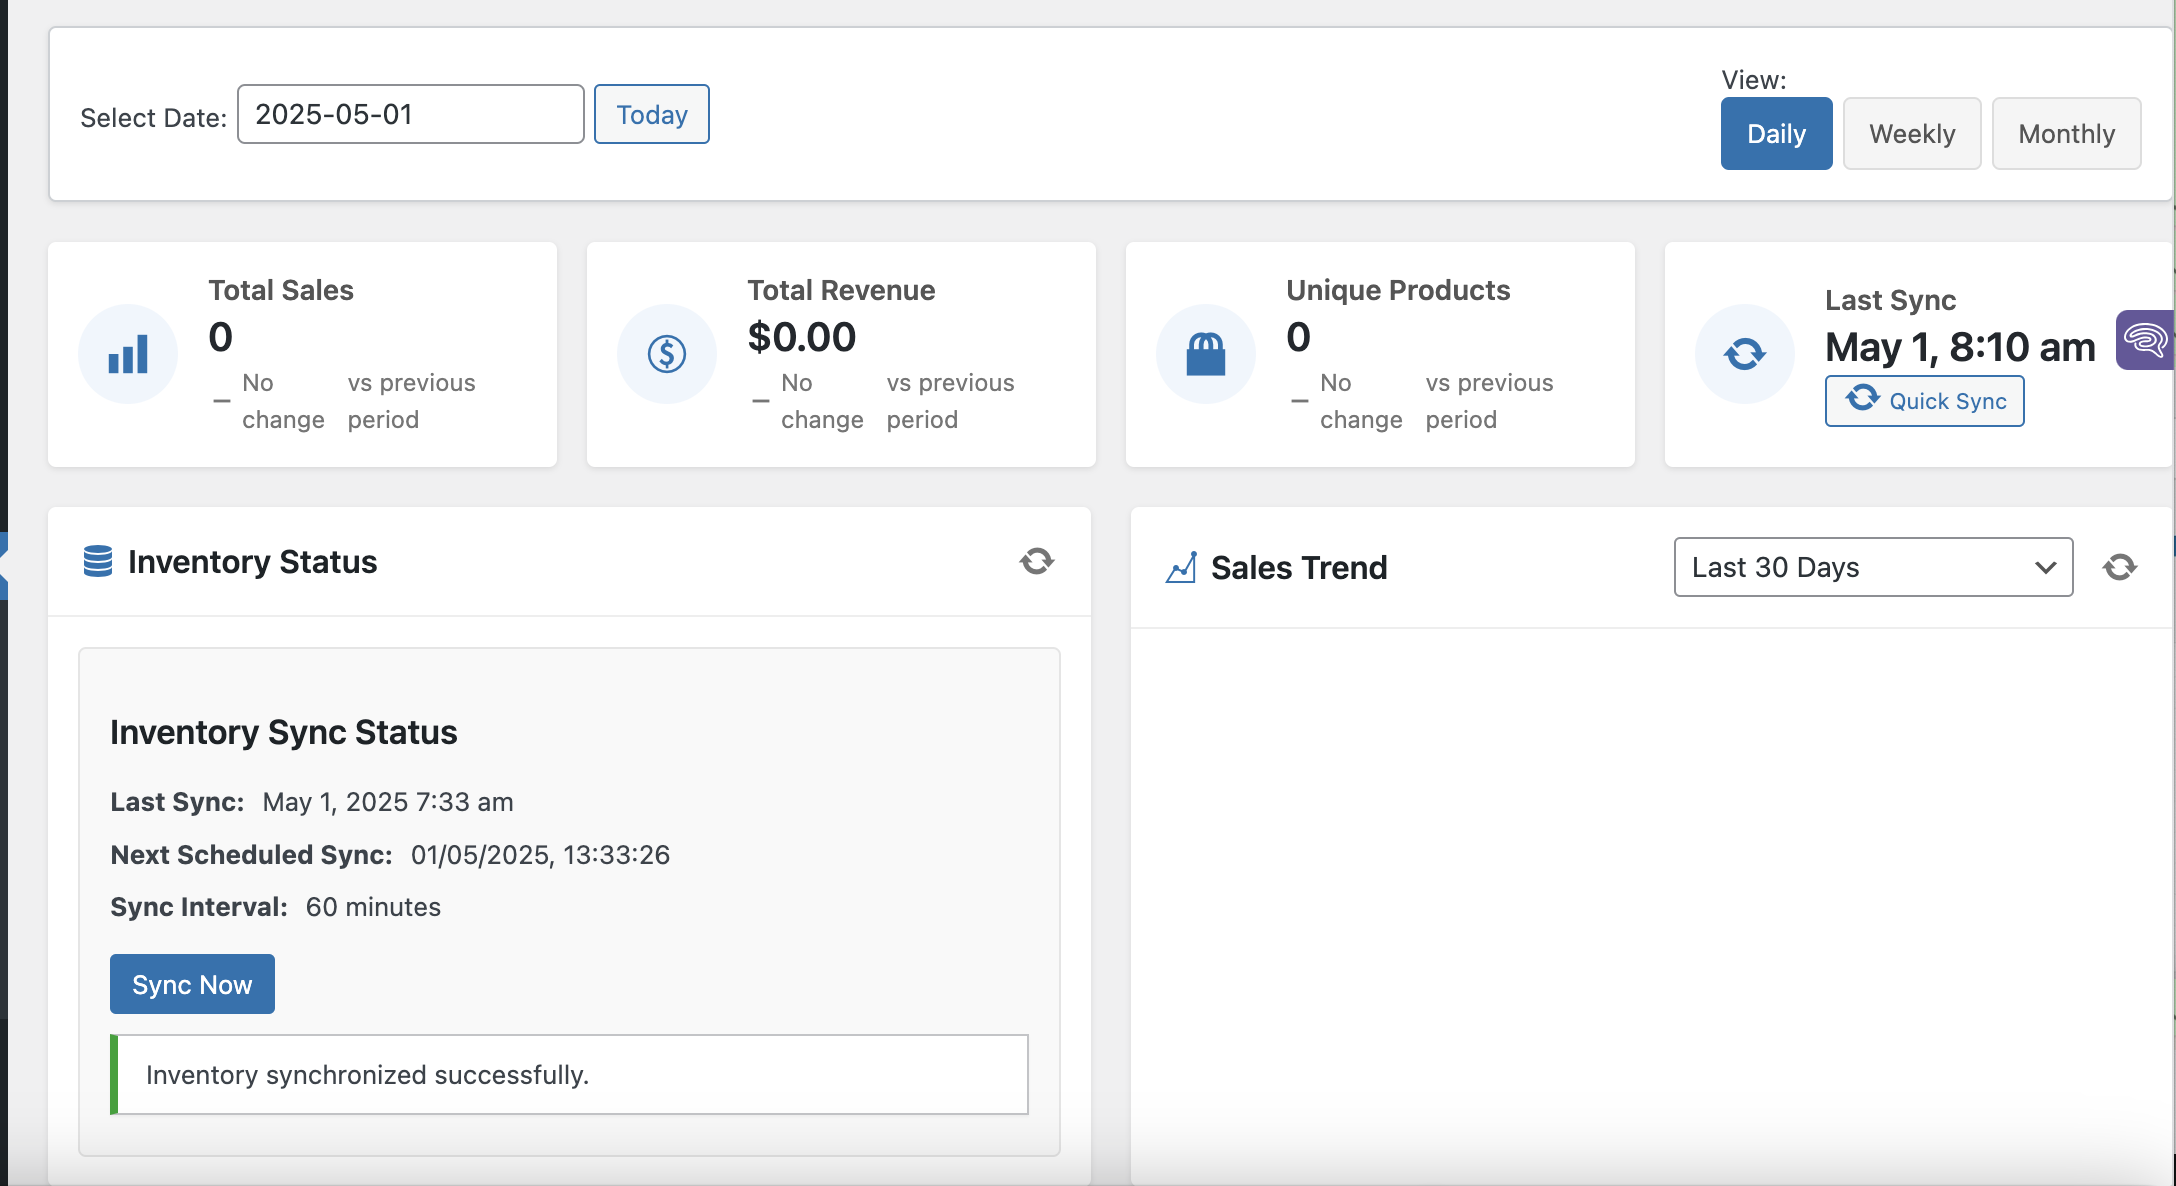 Select Date: 2025-05-01 Today
View:
Daily Weekly Monthly
Total Sales
0
No change vs previous period
Total Revenue
$0.00
No change vs previous period
Unique Products
0
No change vs previous period
Last Sync
May 1, 8:10 am
Quick Sync
Inventory Status
Inventory Sync Status
Last Sync: May 1, 2025 7:33 am
Next Scheduled Sync: 01/05/2025, 13:33:26
Sync Interval: 60 minutes
Sync Now
Inventory synchronized successfully.
Sales Trend
Last 30 Days